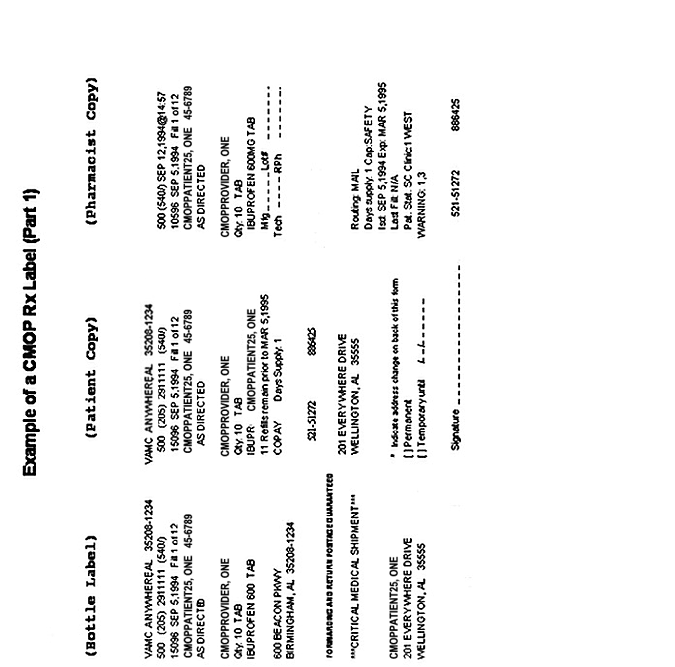 Example of a CMOP Rx Label (Part 1)
(Bottle Label)
VAMC ANYWHEREAL 35208-1234
500 (205) 2911111 (540/)
15096 SEP 5,1994 Fill 1 of 12
CMOPPATIENT25, ONE 45-6789
AS DIRECTED
CMOPPROVIDER, ONE
Qty: 10 TAB
IBUPROFEN 600 TAB
600 BEACON PKWY
BIRMINGHAM, AL 35208-1234
FORWARDING AND RETURN POSTAGE GUARANTEED
***CRITICAL MEDICAL SHIPMENT***
CMOPPATIENT25, ONE
201 EVERYWHERE DRIVE
WELLINGTON, AL 35555
(Patient Copy)
VAMC ANYWHEREAL 35208-1234
500 (205) 2911111 (540/)
15096 SEP 5,1994 Fill 1 of 12
CMOPPATIENT25, ONE 45-6789
AS DIRECTED
CMOPPROVIDER, ONE
Qty: 10 TAB
IBUPR: CMOPPATIENT25, ONE
11 Refills remain prior to MAR 5,1995
COPAY Days Supply: 1
521-51272 886425
201 EVERYWHERE DRIVE
WELLINGTON, AL 35555
* Indicate address change on back of this form
[ ] Permanent
[ ] Temporary until _/_/_ _ _ _
Signature _ _ _ _ _ _ _ _ _ _ _ _ _ _ _ _
(Pharmacist Copy)
500 (540/) SEP 12,1994@14:57
10596 SEP 5,1994 Fill 1 of 12
CMOPPATIENT25, ONE 45-6789
AS DIRECTED
CMOPPROVIDER, ONE
Qty: 10 TAB
IBUPROFEN 600MG TAB
Mfg _ _ _ _ _ Lot# _ _ _ _ _ _
Tech _ _ _ _ _ RPh _ _ _ _ _ _
Routing: MAIL
Days supply: 1 Cap:SAFETY
Isd: SEP 5,1994 Exp: MAR 5,1995
Last Fill: N/A
Pat. Stat: SC Clinic:1 WEST
WARNING: 1,3
521-51272 886425